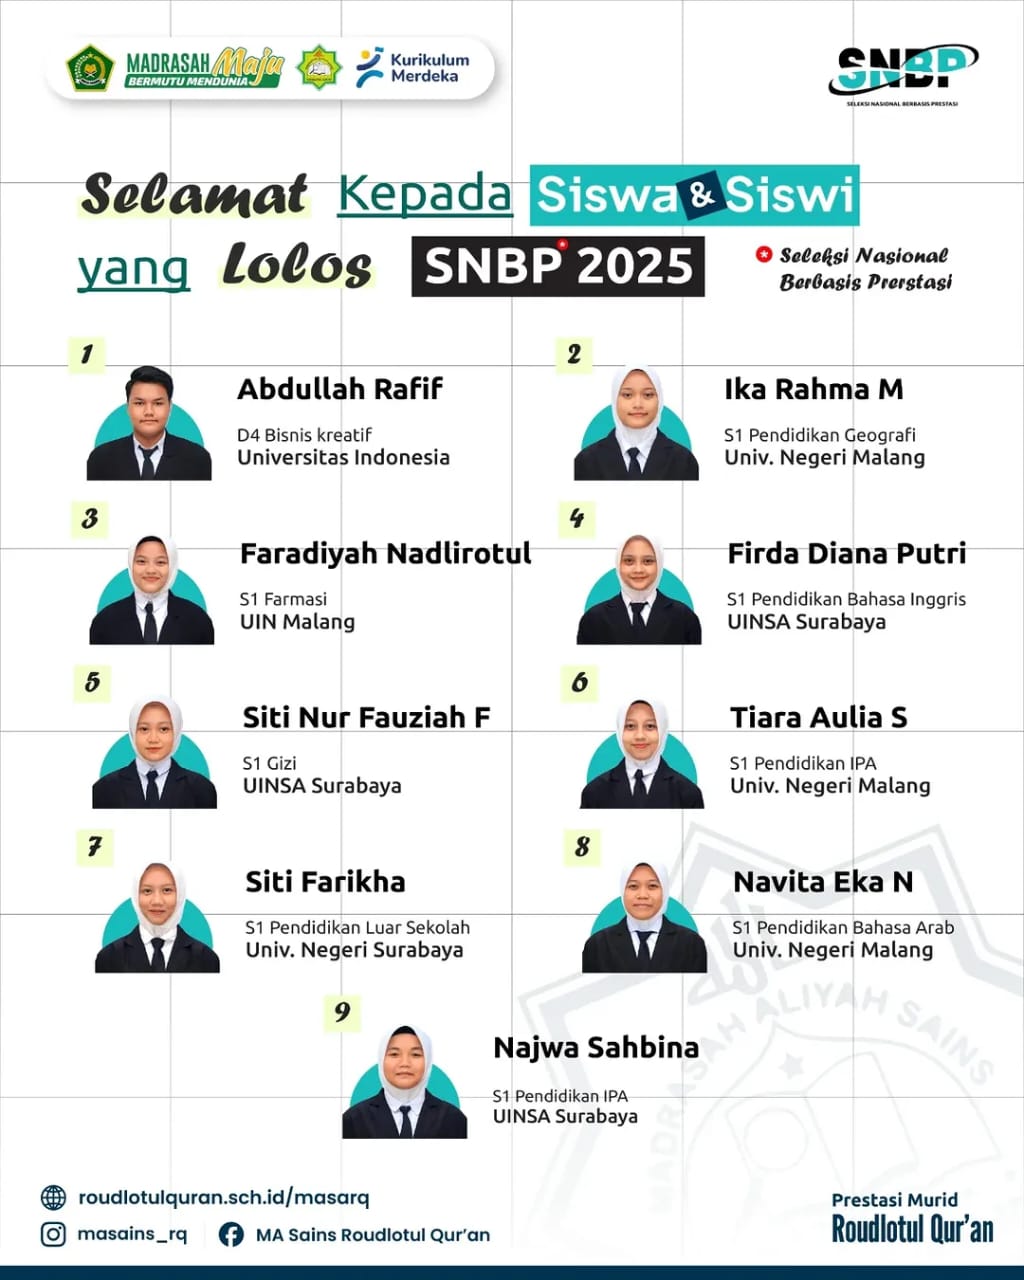 MADRASAH Maju
BERMUTU MENDUNIA
Kurikulum
Merdeka
SNBP
SELEKSI NASIONAL BERBASIS PRESTASI
Selamat Kepada Siswa & Siswi
yang Lolos SNBP* 2025
* Seleksi Nasional
Berbasis Prerstasi
1
Abdullah Rafif
D4 Bisnis kreatif
Universitas Indonesia
2
Ika Rahma M
S1 Pendidikan Geografi
Univ. Negeri Malang
3
Faradiyah Nadlirotul
S1 Farmasi
UIN Malang
4
Firda Diana Putri
S1 Pendidikan Bahasa Inggris
UINSA Surabaya
5
Siti Nur Fauziah F
S1 Gizi
UINSA Surabaya
6
Tiara Aulia S
S1 Pendidikan IPA
Univ. Negeri Malang
7
Siti Farikha
S1 Pendidikan Luar Sekolah
Univ. Negeri Surabaya
8
Navita Eka N
S1 Pendidikan Bahasa Arab
Univ. Negeri Malang
9
Najwa Sahbina
S1 Pendidikan IPA
UINSA Surabaya
MADRASAH ALIYAH SAINS
roudlotulquran.sch.id/masarq
masains_rq
MA Sains Roudlotul Qur'an
Prestasi Murid
Roudlotul Qur'an